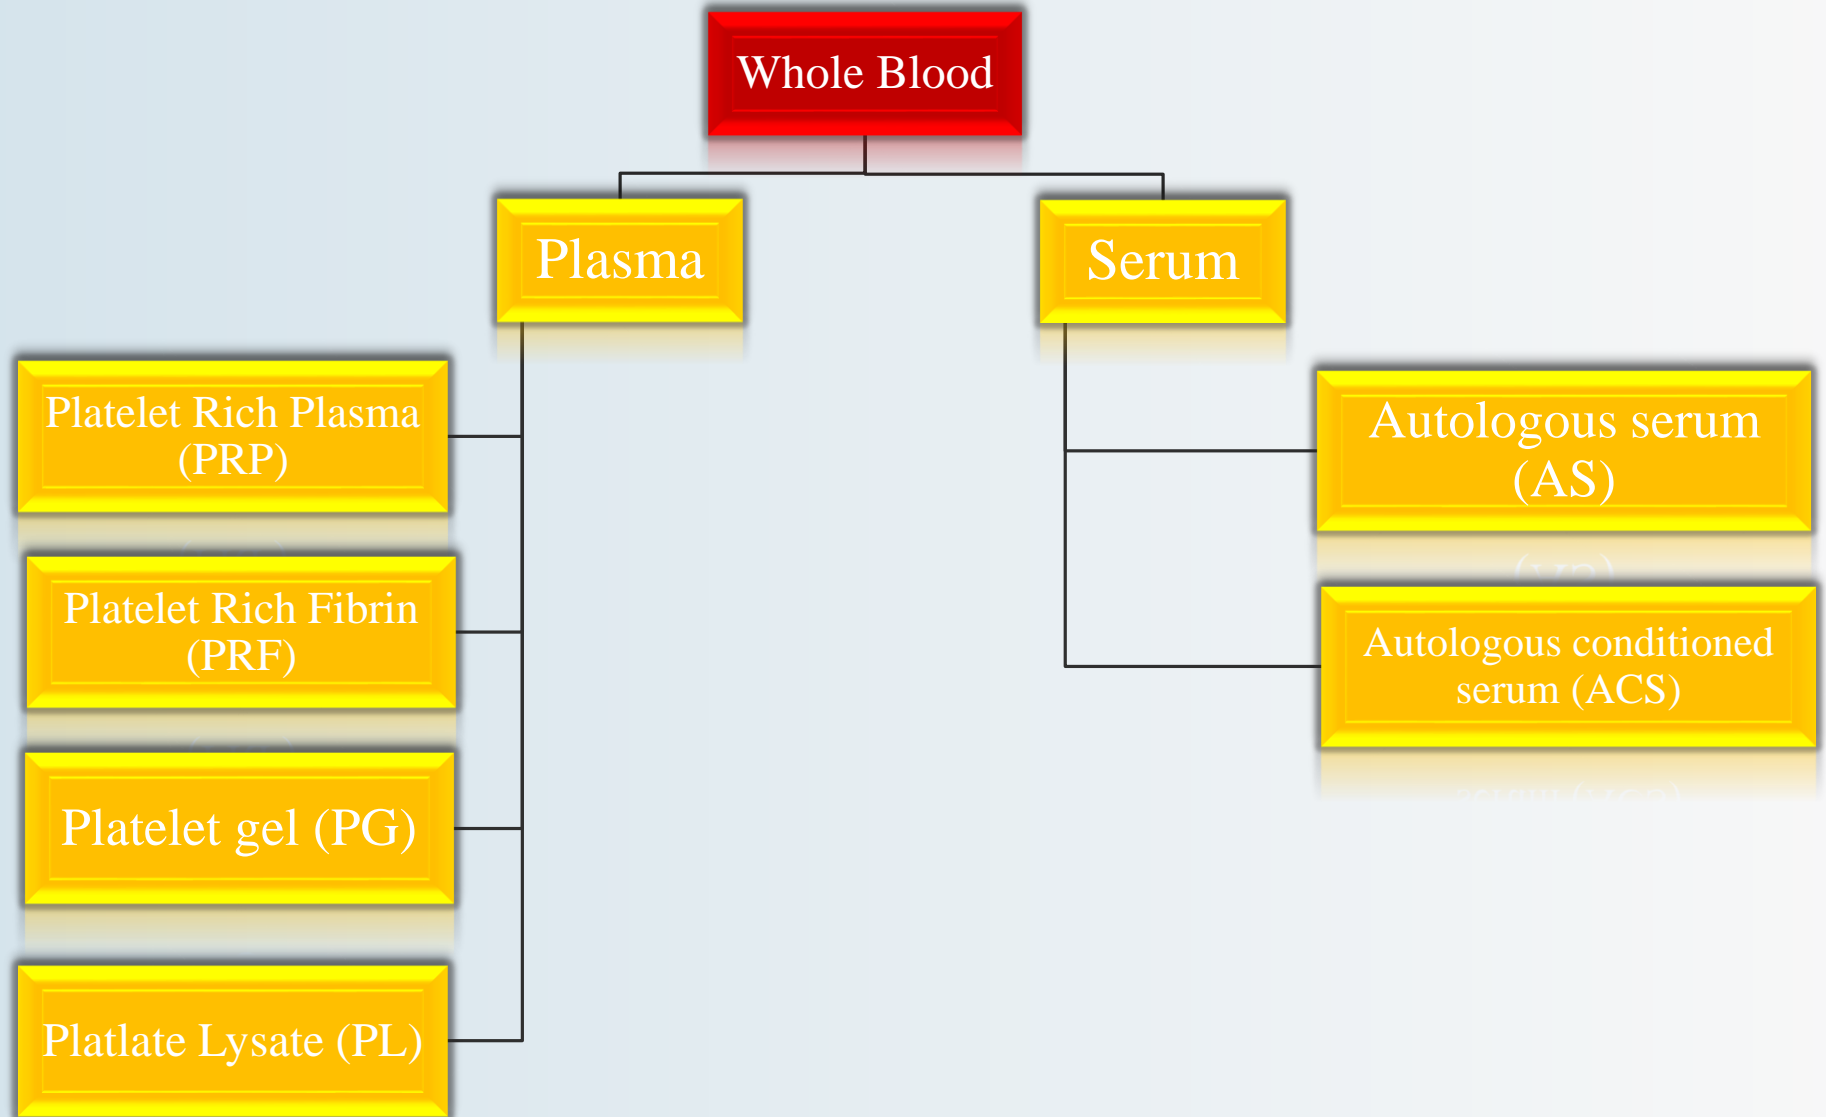 Whole Blood
Plasma
Serum
Platelet Rich Plasma
(PRP)
Platelet Rich Fibrin
(PRF)
Platelet gel (PG)
Platlate Lysate (PL)
Autologous serum
(AS)
Autologous conditioned
serum (ACS)